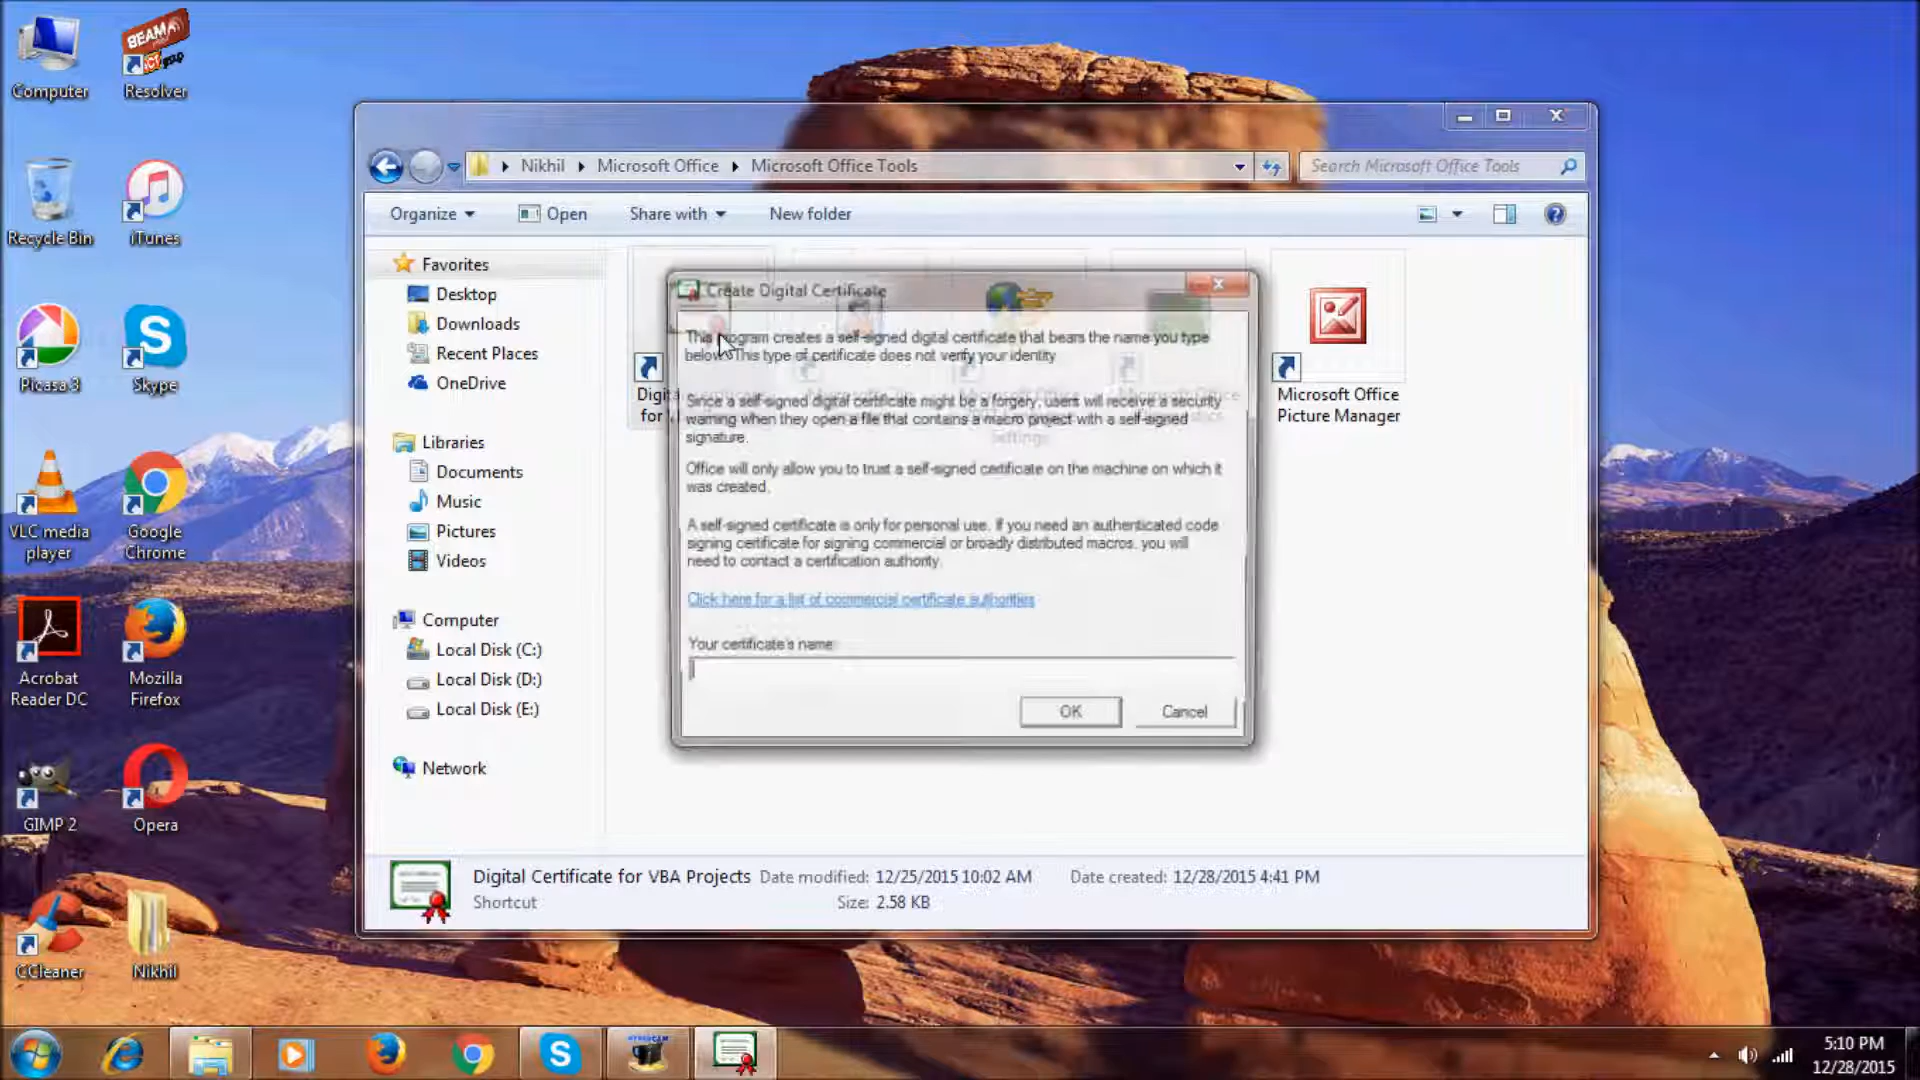 Computer
BEAMA
Resolver
Recycle Bin
iTunes
Picasa 3
Skype
VLC media
player
Google
Chrome
Acrobat
Reader DC
Mozilla
Firefox
GIMP 2
Opera
CCleaner
Nikhil
Nikhil
Microsoft Office
Microsoft Office Tools
Search Microsoft Office Tools
Organize
Open
Share with
New folder
Favorites
Desktop
Downloads
Recent Places
OneDrive
Libraries
Documents
Music
Pictures
Videos
Computer
Local Disk (C:)
Local Disk (D:)
Local Disk (E:)
Network
Microsoft Office
Picture Manager
Create Digital Certificate
This program creates a self-signed digital certificate that bears the name you type
below. This type of certificate does not verify your identity
Since a self-signed digital certificate might be a forgery, users will receive a security
warning when they open a file that contains a macro project with a self-signed
signature.
Office will only allow you to trust a self-signed certificate on the machine on which it
was created.
A self-signed certificate is only for personal use. If you need an authenticated code
signing certificate for signing commercial or broadly distributed macros, you will
need to contact a certification authority.
Click here for a list of commercial certificate authorities
Your certificate's name:
OK
Cancel
Digital Certificate for VBA Projects
Date modified: 12/25/2015 10:02 AM
Date created: 12/28/2015 4:41 PM
Shortcut
Size: 2.58 KB
5:10 PM
12/28/2015